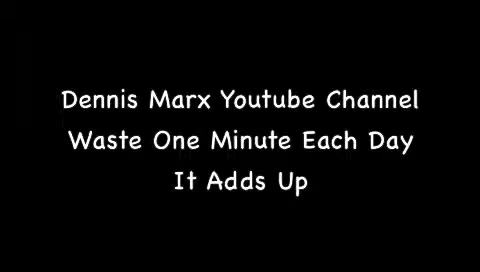 Dennis Marx Youtube Channel
Waste One Minute Each Day
It Adds Up